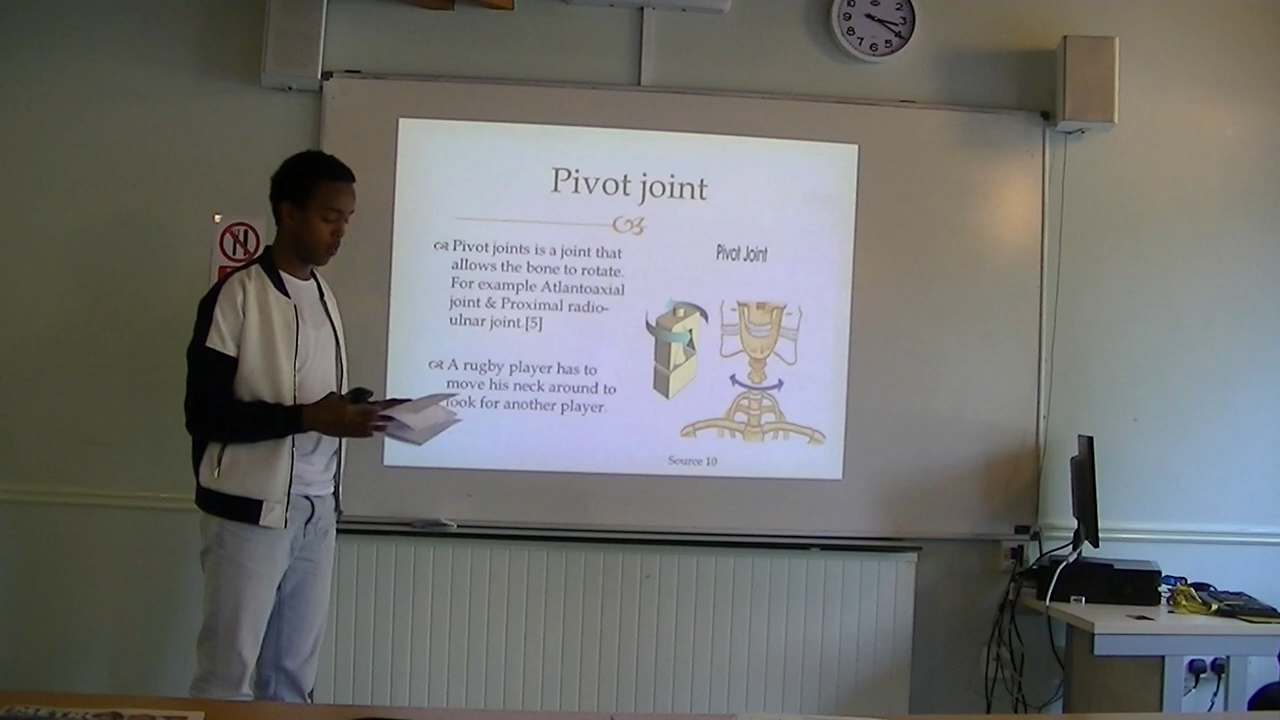 Pivot joint
Pivot joints is a joint that
allows the bone to rotate.
For example Atlantoaxial
joint & Proximal radio-
ulnar joint.[5]
A rugby player has to
move his neck around to
look for another player.
Pivot Joint
Source 10